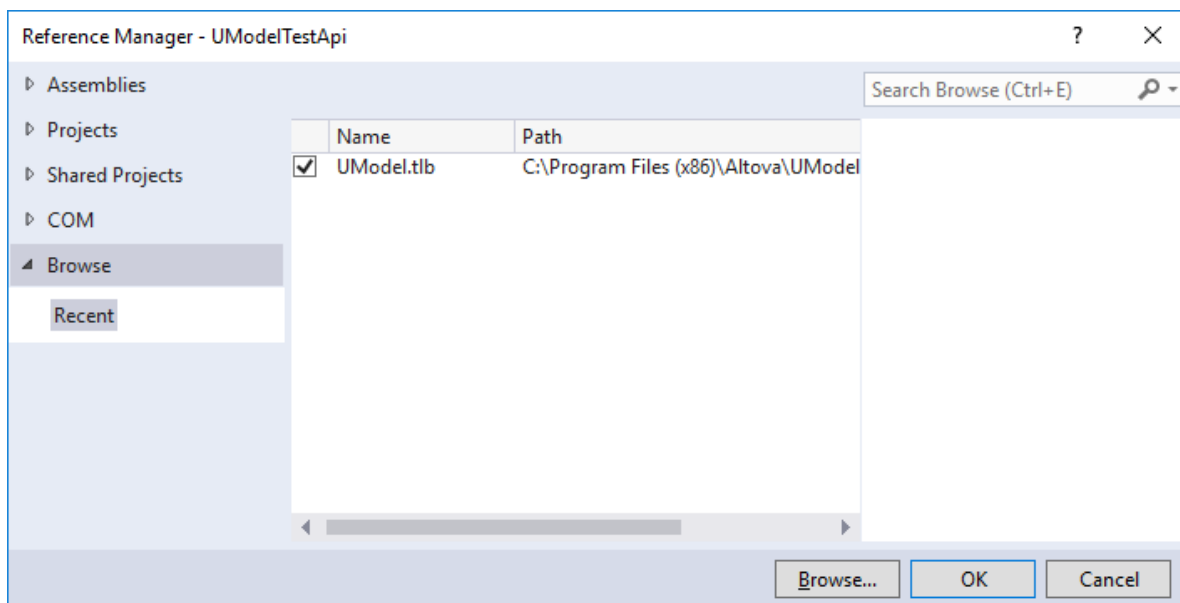 Reference Manager - UModelTestApi
?
Assemblies
Search Browse (Ctrl+E)
Projects
Name Path
UModel.tlb C:\Program Files (x86)\Altova\UModel
Shared Projects
COM
Browse
Recent
Browse... OK Cancel